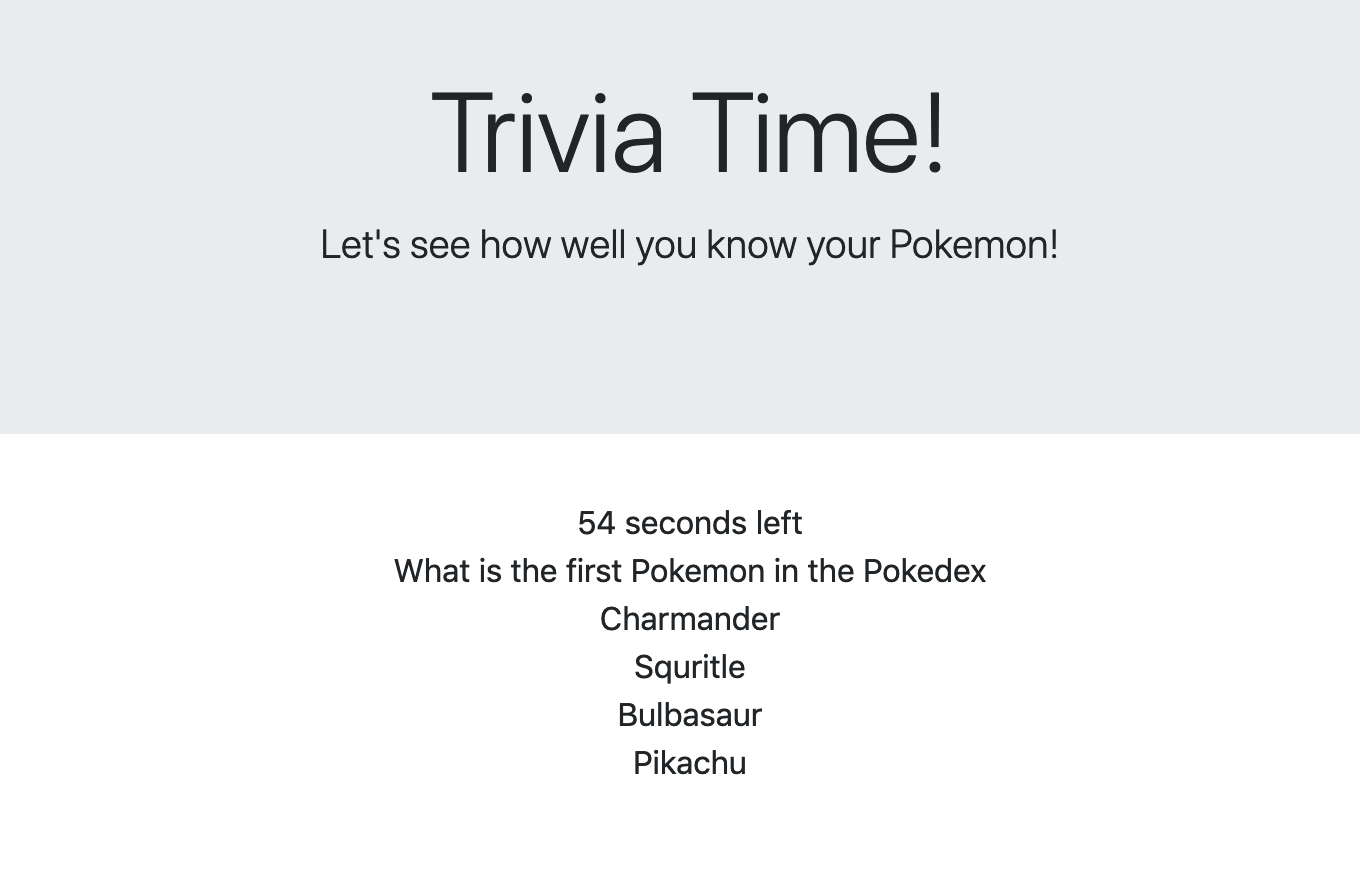 Trivia Time!
Let's see how well you know your Pokemon!
54 seconds left
What is the first Pokemon in the Pokedex
Charmander
Squritle
Bulbasaur
Pikachu